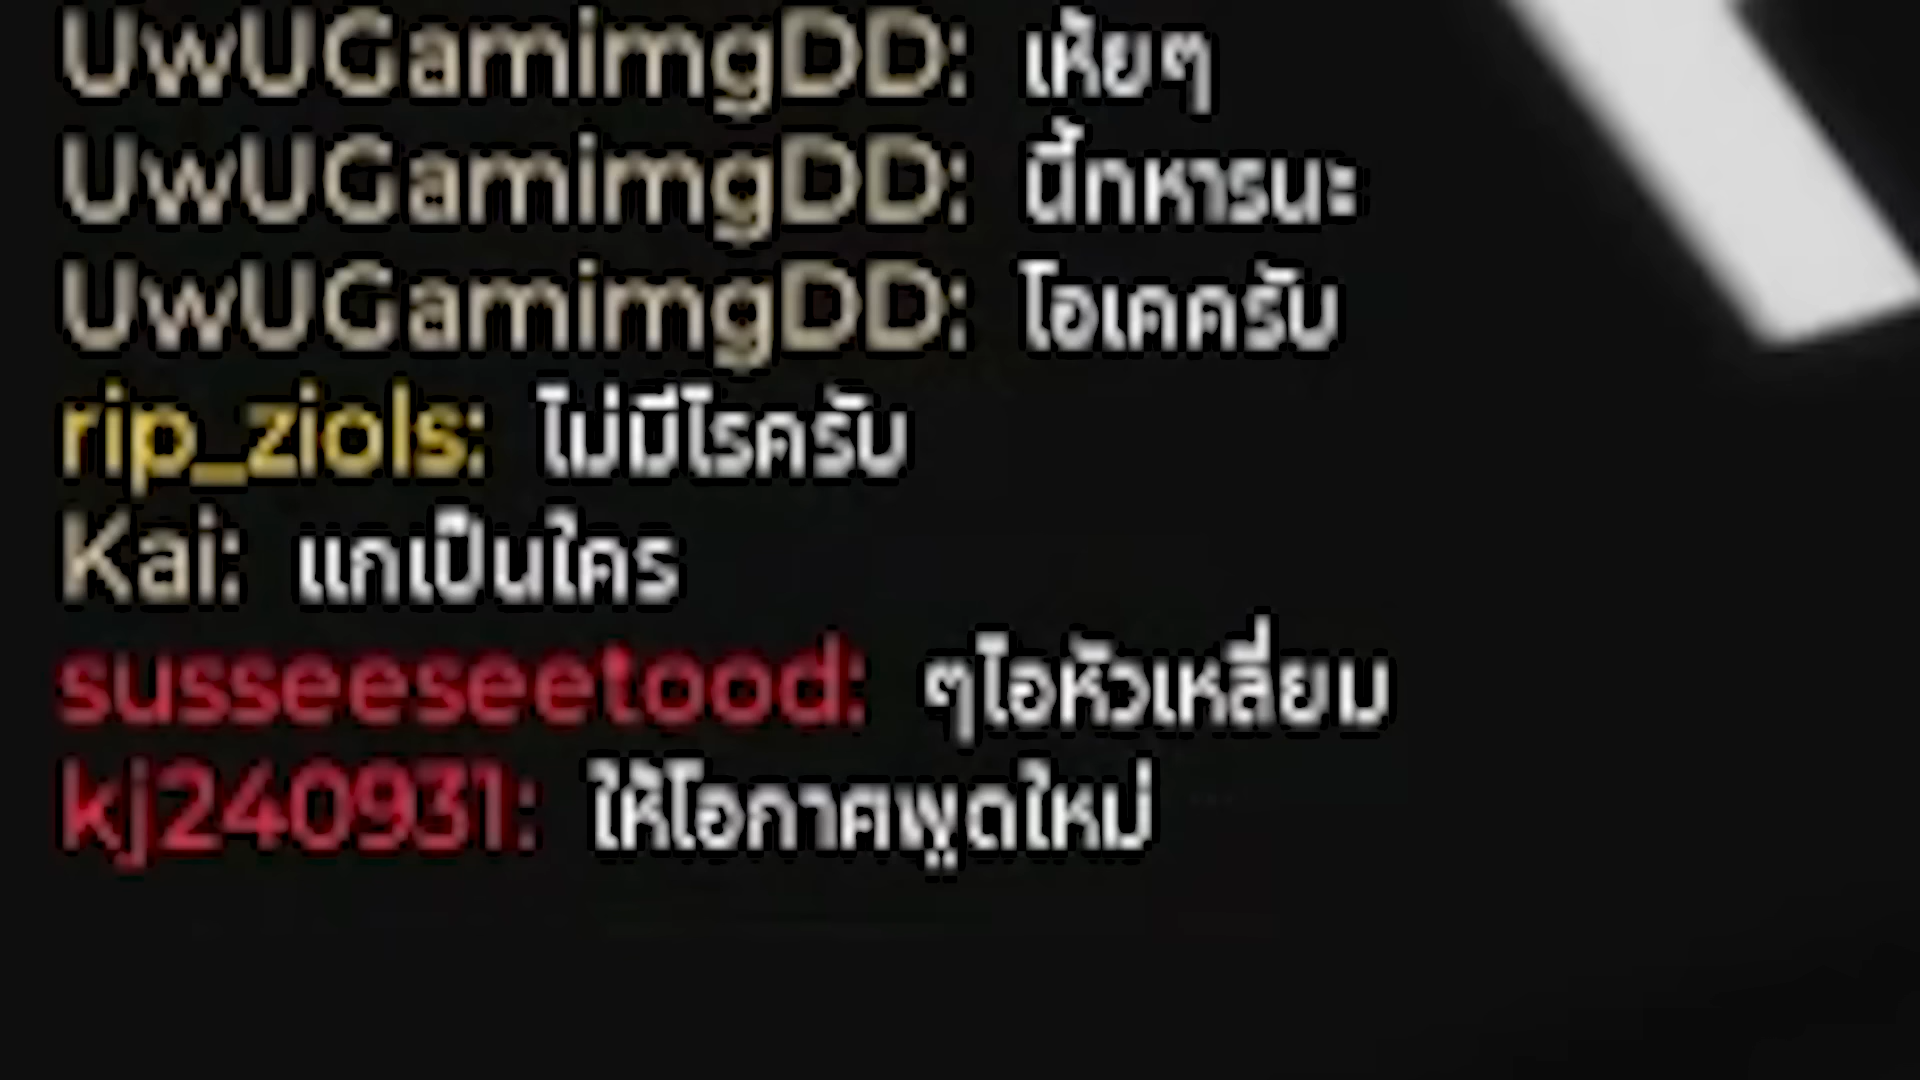 UwUGamimgDD: เห้ยๆ
UwUGamimgDD: นี้ทหารนะ
UwUGamimgDD: โอเคครับ
rip_ziols: ไม่มีไรครับ
Kai: แกเป็นใคร
susseeseetood: ๆไอหัวเหลี่ยม
kj240931: ให้โอกาศพูดใหม่